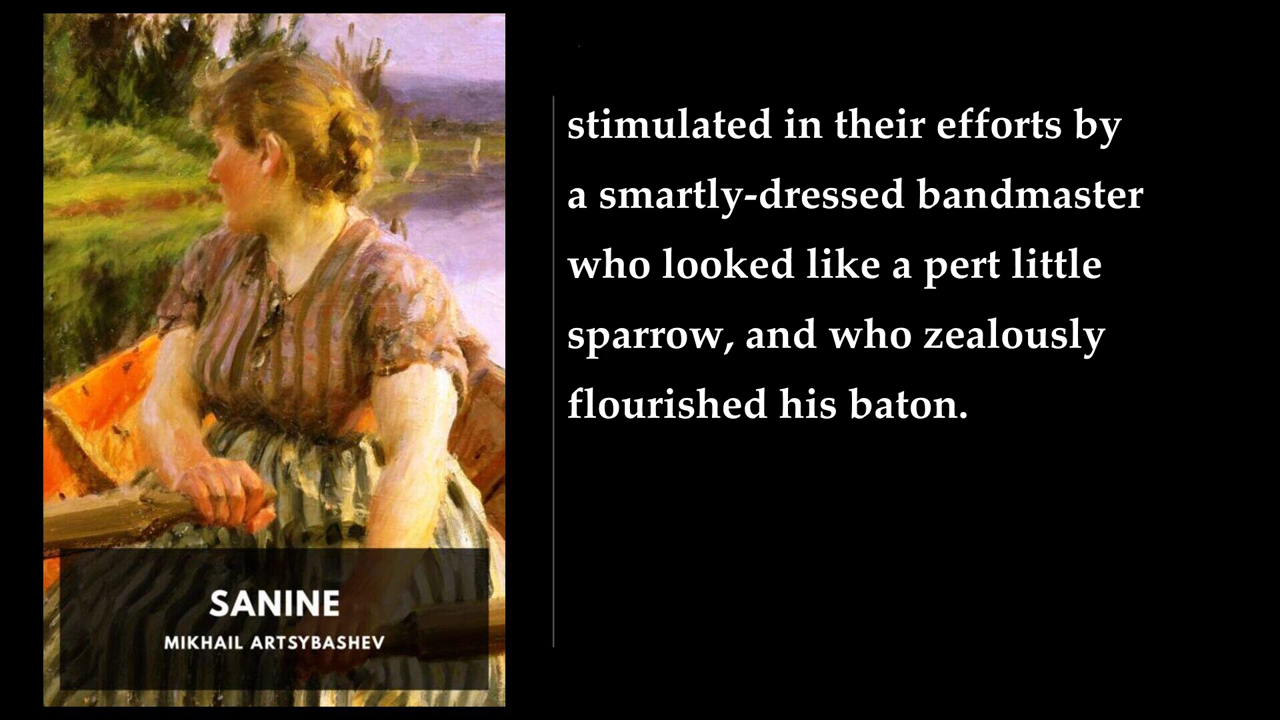 SANINE
MIKHAIL ARTSYBASHEV
stimulated in their efforts by
a smartly-dressed bandmaster
who looked like a pert little
sparrow, and who zealously
flourished his baton.